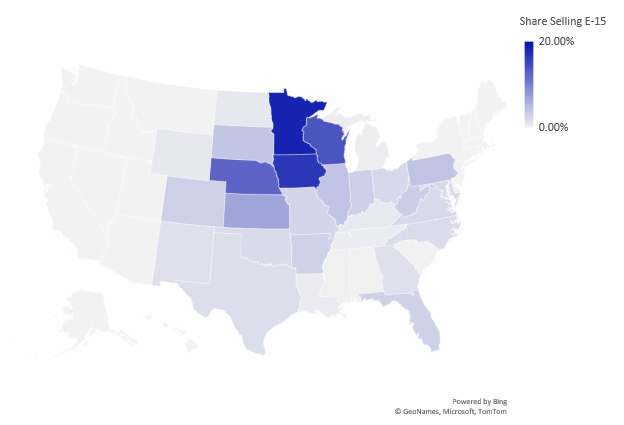 Share Selling E-15
20.00%
0.00%
Powered by Bing
© GeoNames, Microsoft, TomTom